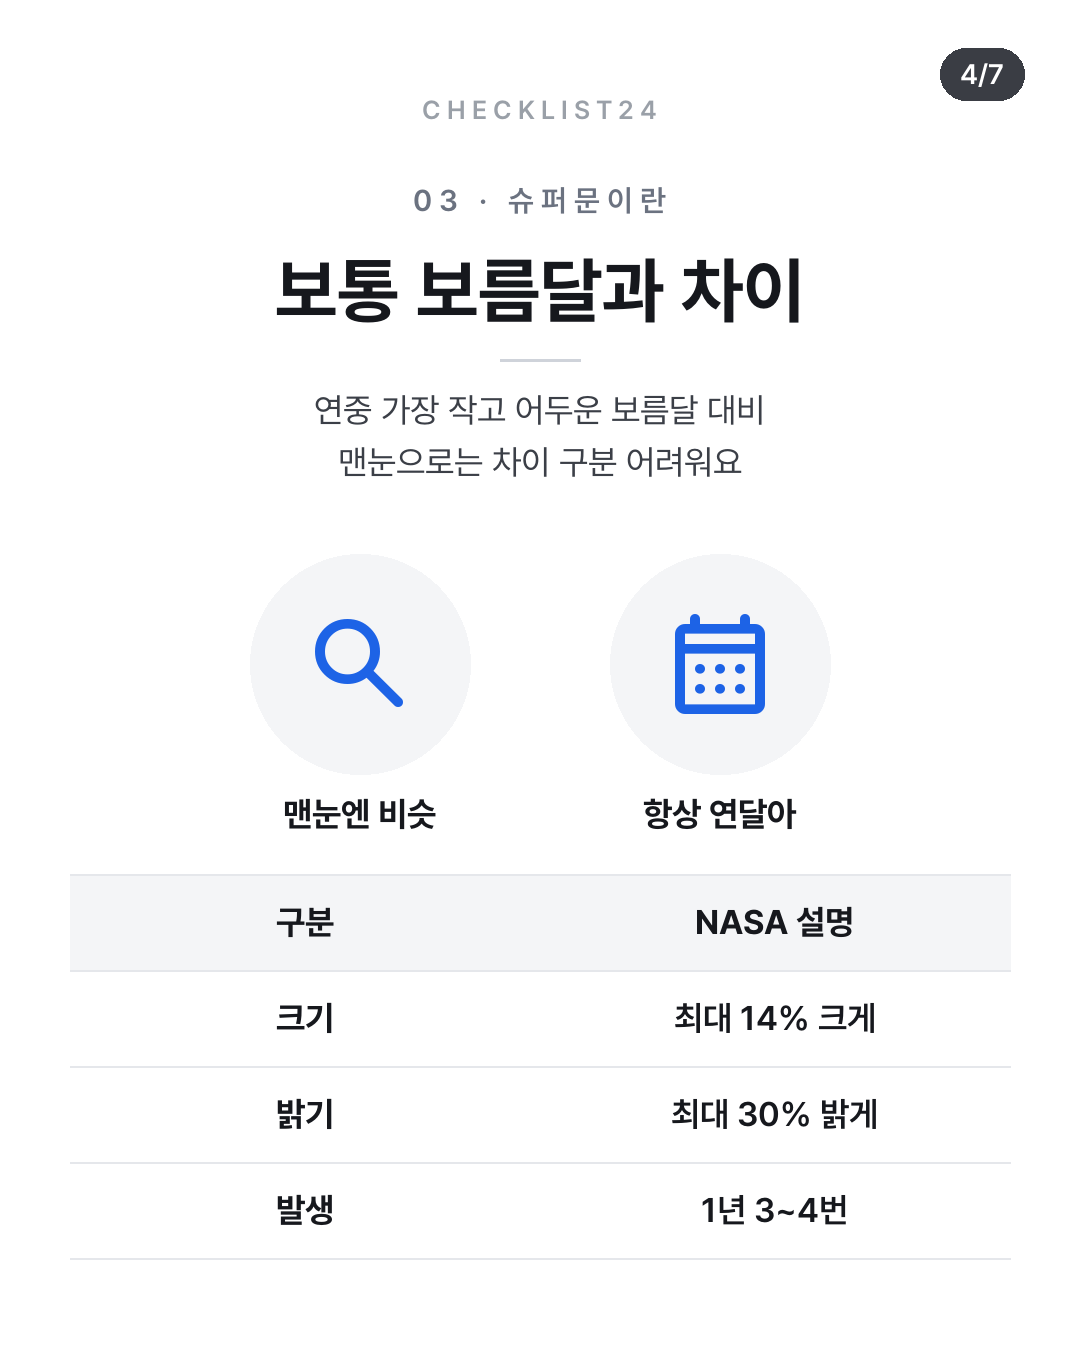 4/7
CHECKLIST24
03 · 슈퍼문이란
보통 보름달과 차이
연중 가장 작고 어두운 보름달 대비
맨눈으로는 차이 구분 어려워요
맨눈엔 비슷
항상 연달아
구분 NASA 설명
크기 최대 14% 크게
밝기 최대 30% 밝게
발생 1년 3~4번